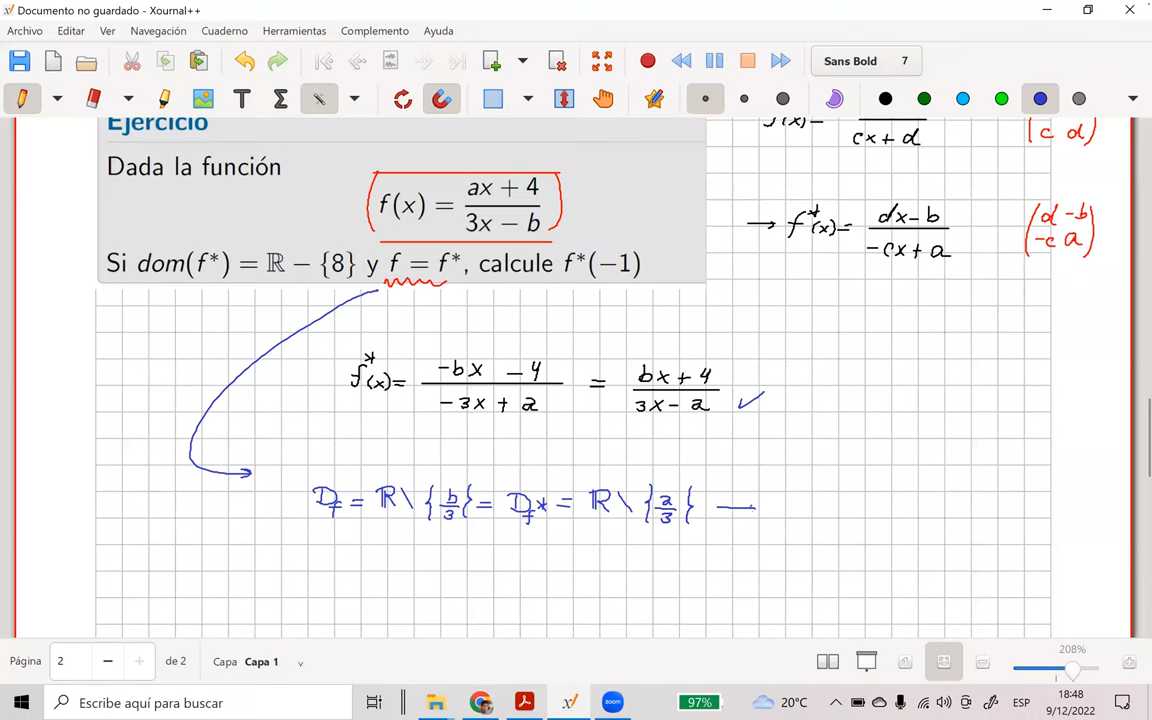 Documento no guardado - Xournal++
Archivo Editar Ver Navegación Cuaderno Herramientas Complemento Ayuda
Sans Bold 7
Ejercicio
Dada la función
f(x) = (ax + 4)/(3x − b)
Si dom(f*) = ℝ − {8} y f = f*, calcule f*(−1)
f(x) = /(cx + d)
(c d)
→ f*(x) = (dx − b)/(−cx + a)
(d −b
−c a)
f*(x) = (−bx − 4)/(−3x + a) = (bx + 4)/(3x − a) ✓
D_f = ℝ \ {b/3} = D_f* = ℝ \ {a/3} —
Página 2 de 2 Capa Capa 1
208%
Escribe aquí para buscar
zoom
97%
20°C
ESP
18:48
9/12/2022